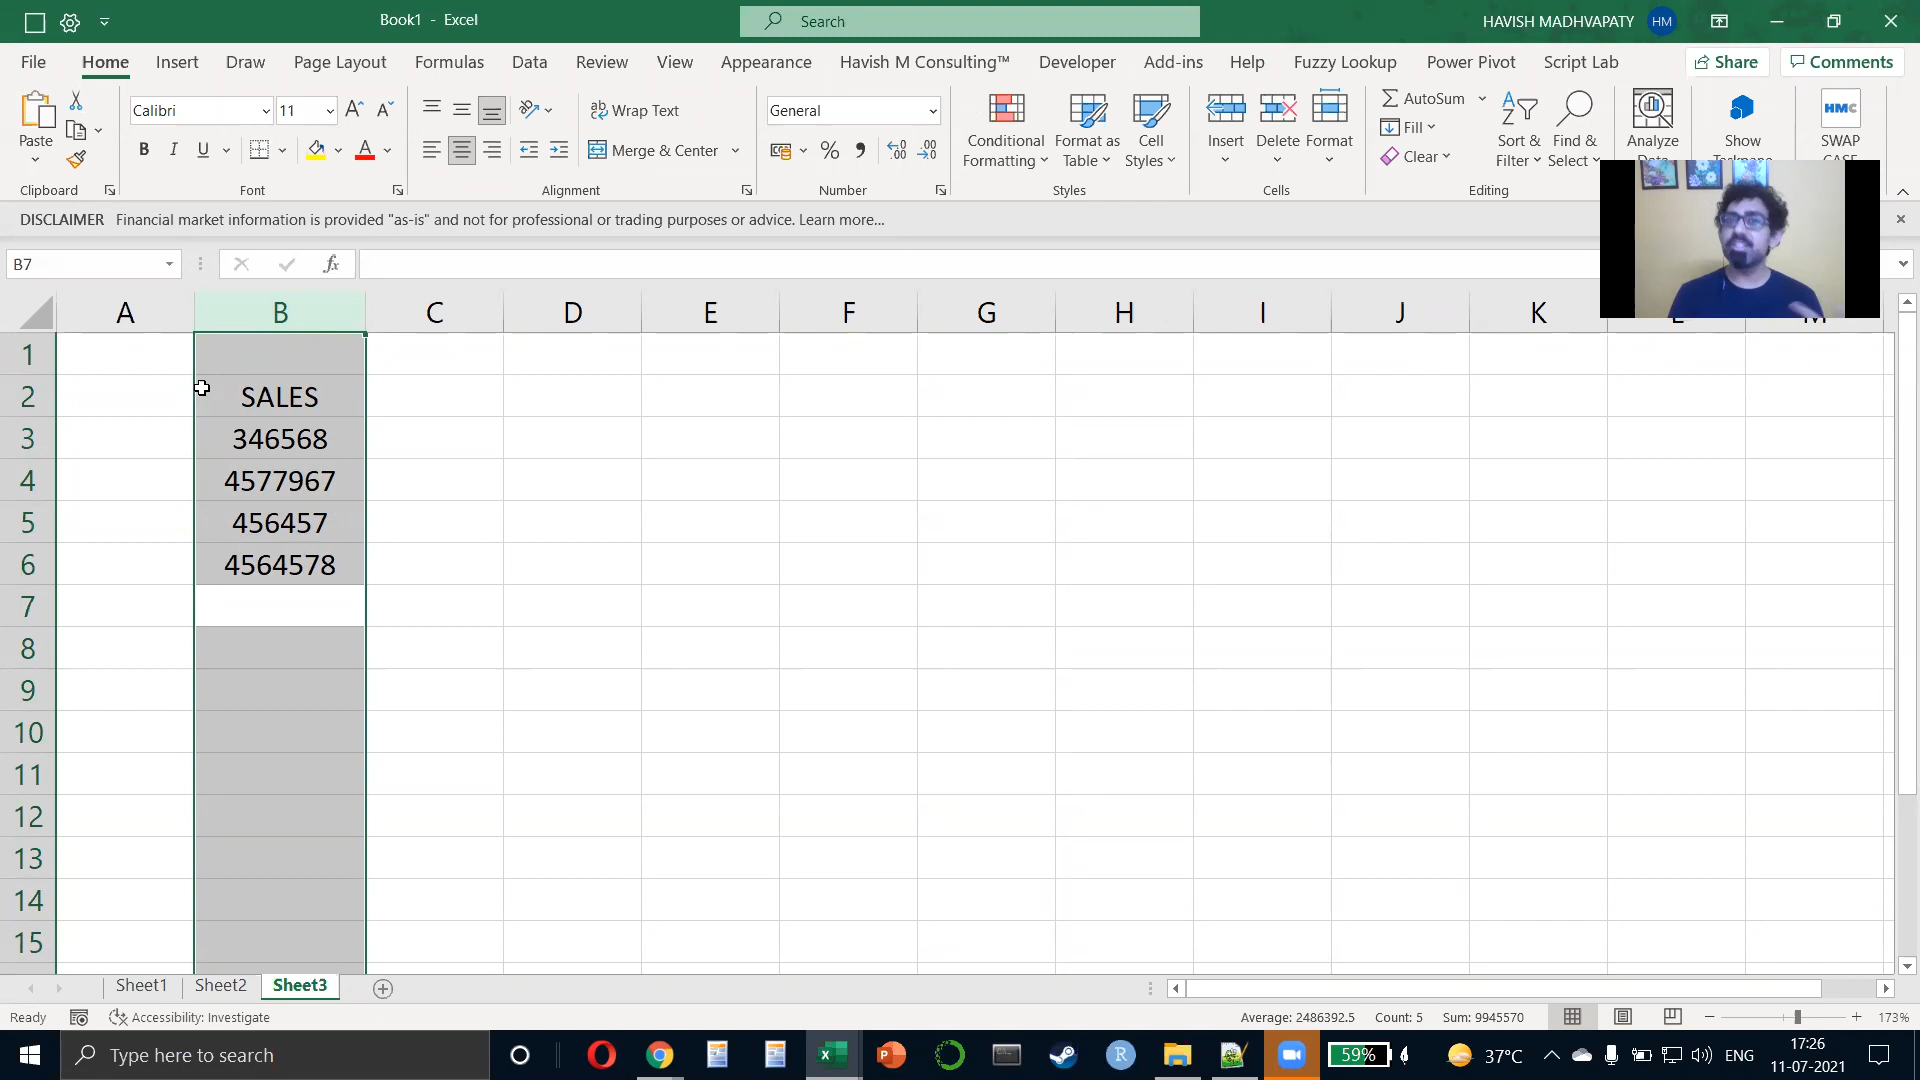 Book1 - Excel
Search
HAVISH MADHVAPATY
HM
File Home Insert Draw Page Layout Formulas Data Review View Appearance Havish M Consulting™ Developer Add-ins Help Fuzzy Lookup Power Pivot Script Lab Share Comments
Paste
Clipboard
Calibri 11
B I U
Font
Wrap Text
Merge & Center
Alignment
General
Number
Conditional Formatting
Format as Table
Cell Styles
Styles
Insert
Delete
Format
Cells
AutoSum
Fill
Clear
Sort & Filter
Find & Select
Editing
Analyze
Show
HMC
SWAP
DISCLAIMER Financial market information is provided "as-is" and not for professional or trading purposes or advice. Learn more...
B7
fx
A B C D E F G H I J K
1
2 SALES
3 346568
4 4577967
5 456457
6 4564578
7
8
9
10
11
12
13
14
15
Sheet1 Sheet2 Sheet3
Ready Accessibility: Investigate Average: 2486392.5 Count: 5 Sum: 9945570 173%
Type here to search
59%
37°C
ENG
17:26
11-07-2021